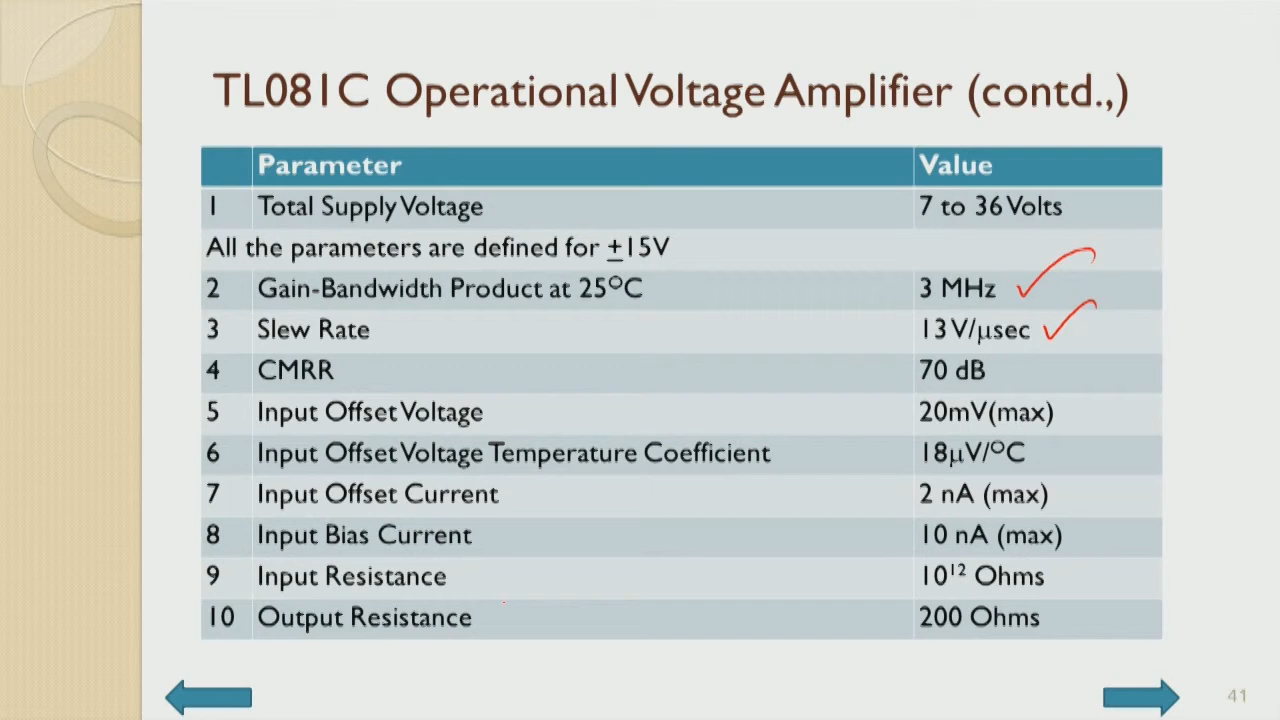 TL081C Operational Voltage Amplifier (contd.,)
Parameter Value
1 Total Supply Voltage 7 to 36 Volts
All the parameters are defined for ±15V
2 Gain-Bandwidth Product at 25ᴼC 3 MHz
3 Slew Rate 13 V/μsec
4 CMRR 70 dB
5 Input Offset Voltage 20mV(max)
6 Input Offset Voltage Temperature Coefficient 18μV/ᴼC
7 Input Offset Current 2 nA (max)
8 Input Bias Current 10 nA (max)
9 Input Resistance 10¹² Ohms
10 Output Resistance 200 Ohms
41